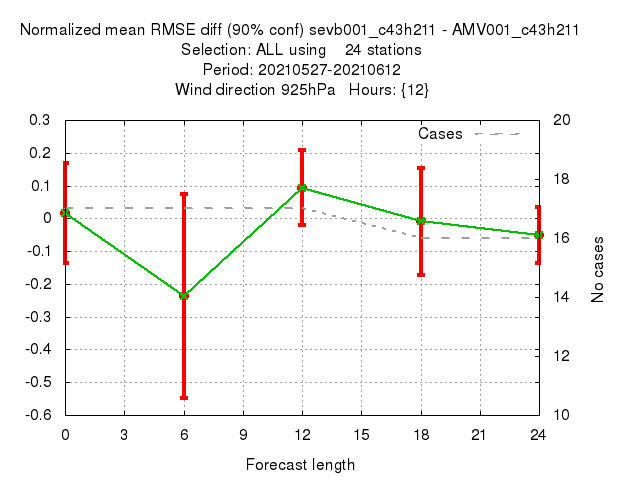 Normalized mean RMSE diff (90% conf) sevb001_c43h211 - AMV001_c43h211
Selection: ALL using    24 stations
Period: 20210527-20210612
Wind direction 925hPa   Hours: {12}
0.3
0.2
0.1
0
-0.1
-0.2
-0.3
-0.4
-0.5
-0.6
Cases
20
18
16
14
12
10
No cases
0 3 6 9 12 15 18 21 24
Forecast length